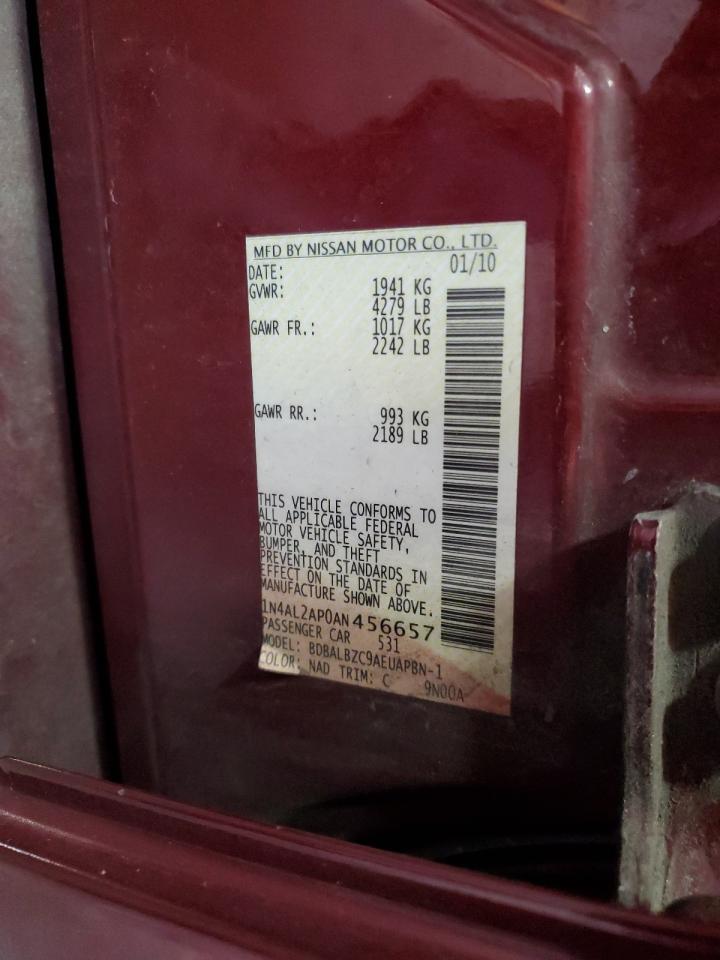 MFD BY NISSAN MOTOR CO., LTD.
DATE: 01/10
GVWR: 1941 KG
4279 LB
GAWR FR.: 1017 KG
2242 LB
GAWR RR.: 993 KG
2189 LB
THIS VEHICLE CONFORMS TO
ALL APPLICABLE FEDERAL
MOTOR VEHICLE SAFETY,
BUMPER, AND THEFT
PREVENTION STANDARDS IN
EFFECT ON THE DATE OF
MANUFACTURE SHOWN ABOVE.
1N4AL2AP0AN456657
PASSENGER CAR 531
MODEL: BDBALBZC9AEUAPBN-1
COLOR: NAD TRIM: C 9N00A